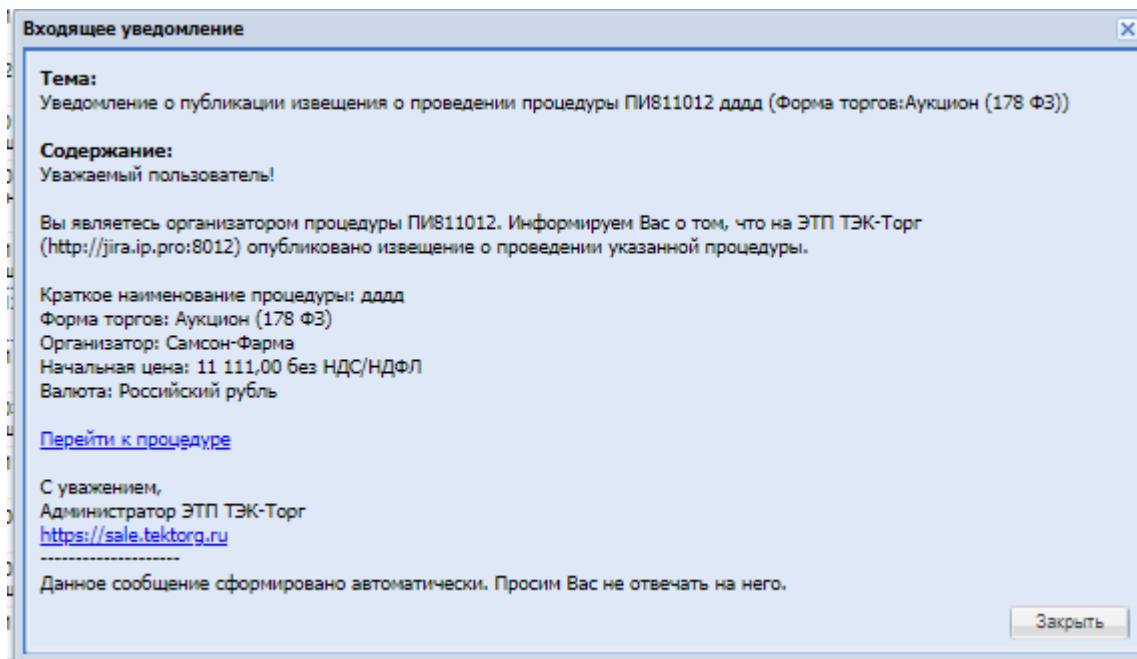 Входящее уведомление
Тема:
Уведомление о публикации извещения о проведении процедуры ПИ811012 дддд (Форма торгов:Аукцион (178 ФЗ))
Содержание:
Уважаемый пользователь!
Вы являетесь организатором процедуры ПИ811012. Информируем Вас о том, что на ЭТП ТЭК-Торг
(http://jira.ip.pro:8012) опубликовано извещение о проведении указанной процедуры.
Краткое наименование процедуры: дддд
Форма торгов: Аукцион (178 ФЗ)
Организатор: Самсон-Фарма
Начальная цена: 11 111,00 без НДС/НДФЛ
Валюта: Российский рубль
Перейти к процедуре
С уважением,
Администратор ЭТП ТЭК-Торг
https://sale.tektorg.ru
--------------------
Данное сообщение сформировано автоматически. Просим Вас не отвечать на него.
Закрыть